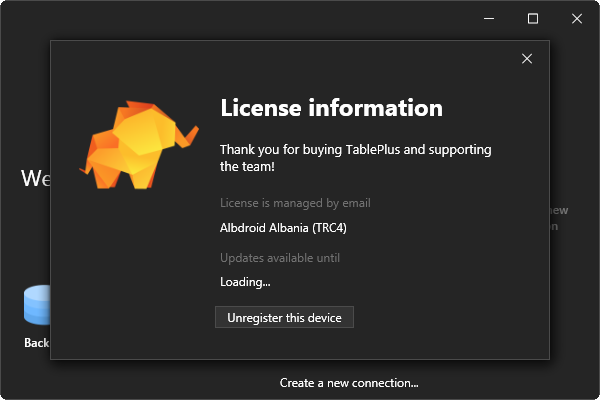 License information
Thank you for buying TablePlus and supporting
the team!
License is managed by email
Albdroid Albania (TRC4)
Updates available until
Loading...
Unregister this device
We
ew
n
Back
Create a new connection...